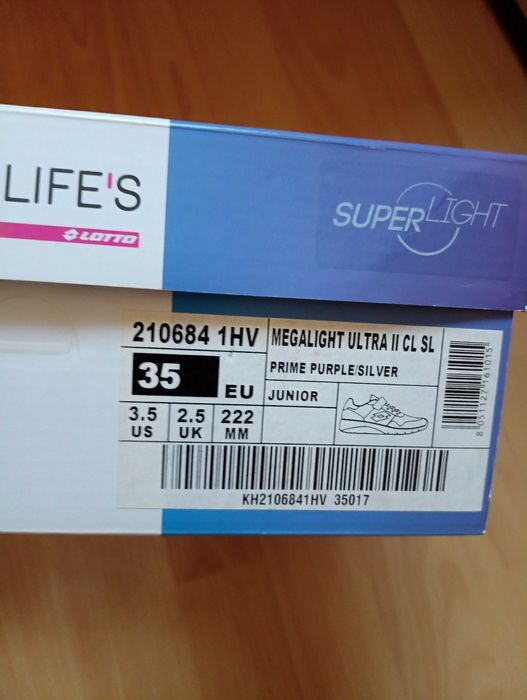 LIFE'S
LOTTO
SUPERLIGHT
210684 1HV
MEGALIGHT ULTRA II CL SL
35 EU
PRIME PURPLE/SILVER
JUNIOR
3.5 US
2.5 UK
222 MM
8051127161015
KH2106841HV 35017